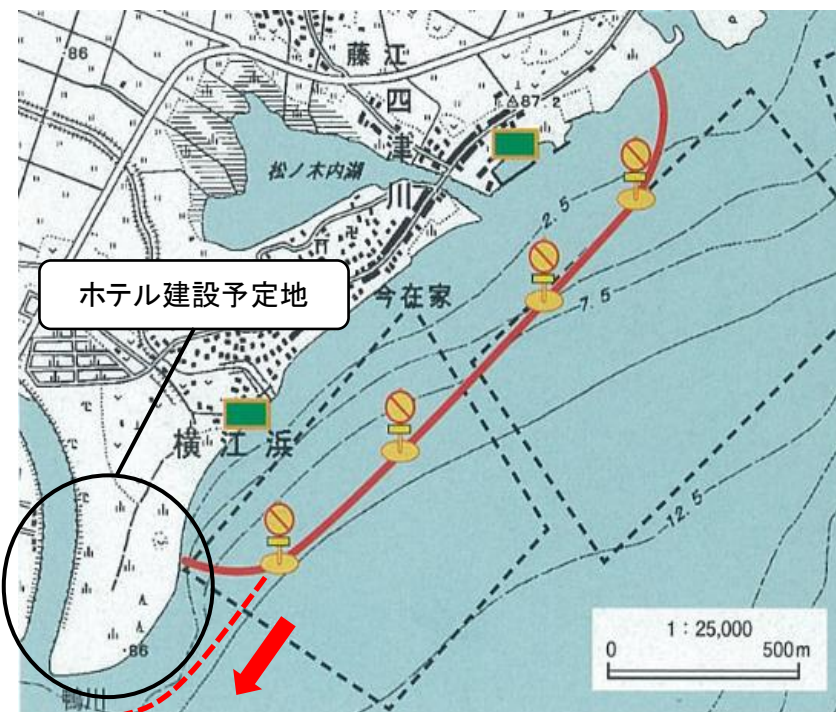 ・86
藤江
四津川
△87.2
松ノ木内湖
2.5
ホテル建設予定地
今在家
7.5
横江浜
12.5
・86
鴨川
1：25,000
0 500m